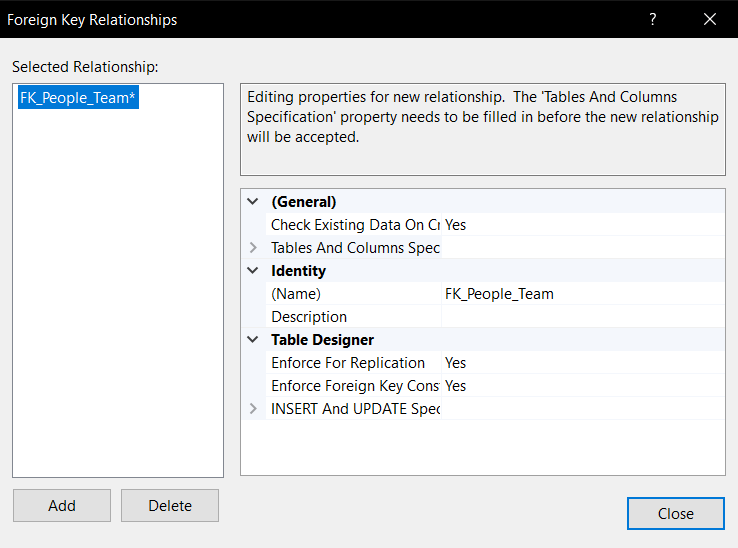 Foreign Key Relationships
?
Selected Relationship:
FK_People_Team*
Editing properties for new relationship.  The 'Tables And Columns
Specification' property needs to be filled in before the new relationship
will be accepted.
(General)
Check Existing Data On Cr Yes
Tables And Columns Spec
Identity
(Name) FK_People_Team
Description
Table Designer
Enforce For Replication Yes
Enforce Foreign Key Cons Yes
INSERT And UPDATE Spec
Add Delete
Close